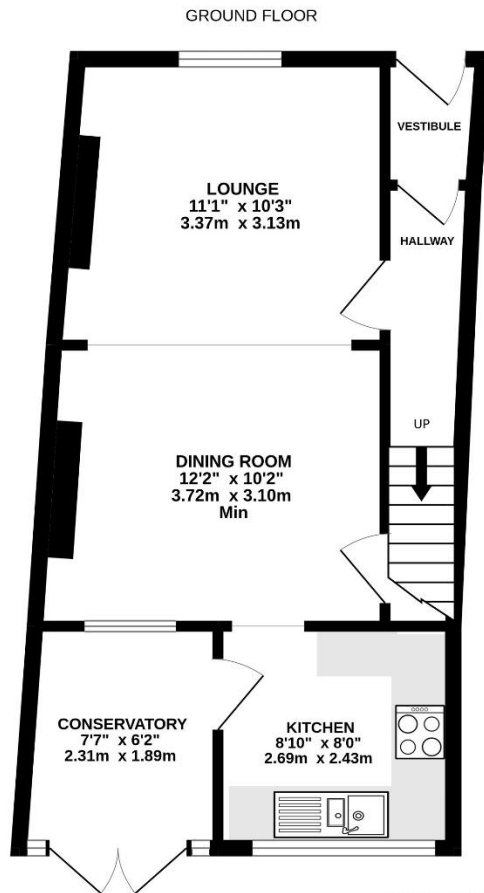 GROUND FLOOR
VESTIBULE
LOUNGE
11'1" x 10'3"
3.37m x 3.13m
HALLWAY
UP
DINING ROOM
12'2" x 10'2"
3.72m x 3.10m
Min
CONSERVATORY
7'7" x 6'2"
2.31m x 1.89m
KITCHEN
8'10" x 8'0"
2.69m x 2.43m